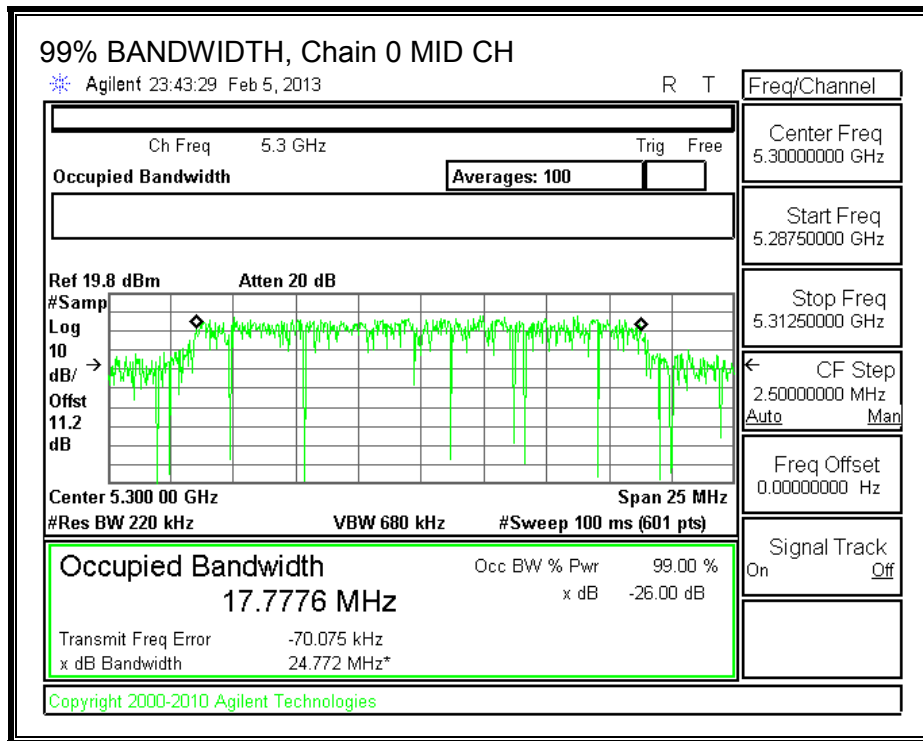 99% BANDWIDTH, Chain 0 MID CH
Agilent 23:43:29 Feb 5, 2013 R T
Freq/Channel
Ch Freq 5.3 GHz Trig Free
Occupied Bandwidth Averages: 100
Ref 19.8 dBm Atten 20 dB
#Samp
Log
10
dB/
Offst
11.2
dB
Center 5.300 00 GHz Span 25 MHz
#Res BW 220 kHz VBW 680 kHz #Sweep 100 ms (601 pts)
Occupied Bandwidth Occ BW % Pwr 99.00 %
17.7776 MHz x dB -26.00 dB
Transmit Freq Error -70.075 kHz
x dB Bandwidth 24.772 MHz*
Copyright 2000-2010 Agilent Technologies
Center Freq
5.30000000 GHz
Start Freq
5.28750000 GHz
Stop Freq
5.31250000 GHz
CF Step
2.50000000 MHz
Auto Man
Freq Offset
0.00000000 Hz
Signal Track
On Off